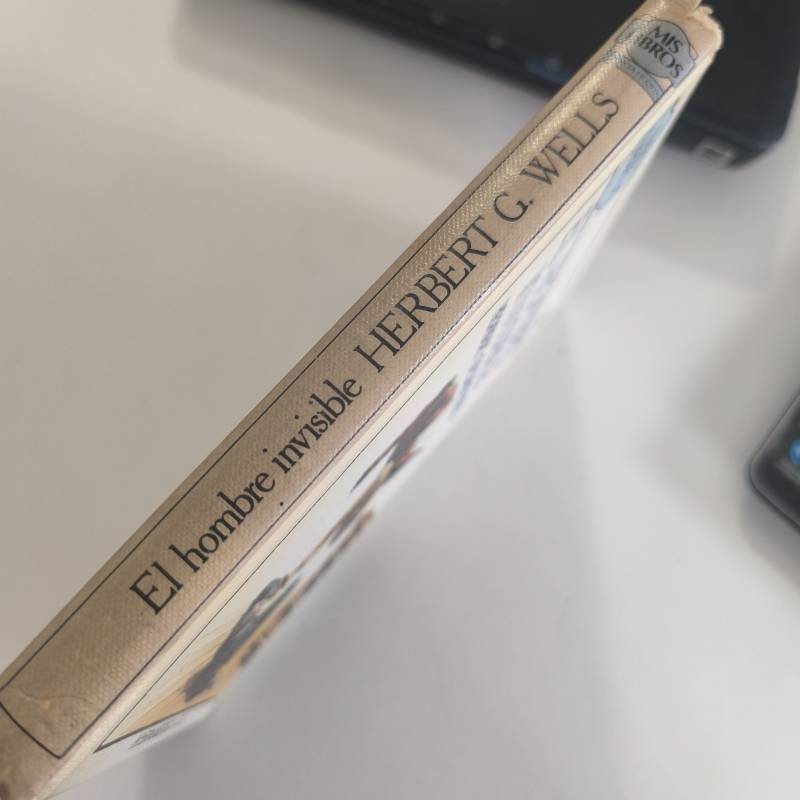 El hombre invisible HERBERT G. WELLS
MIS
LIBROS